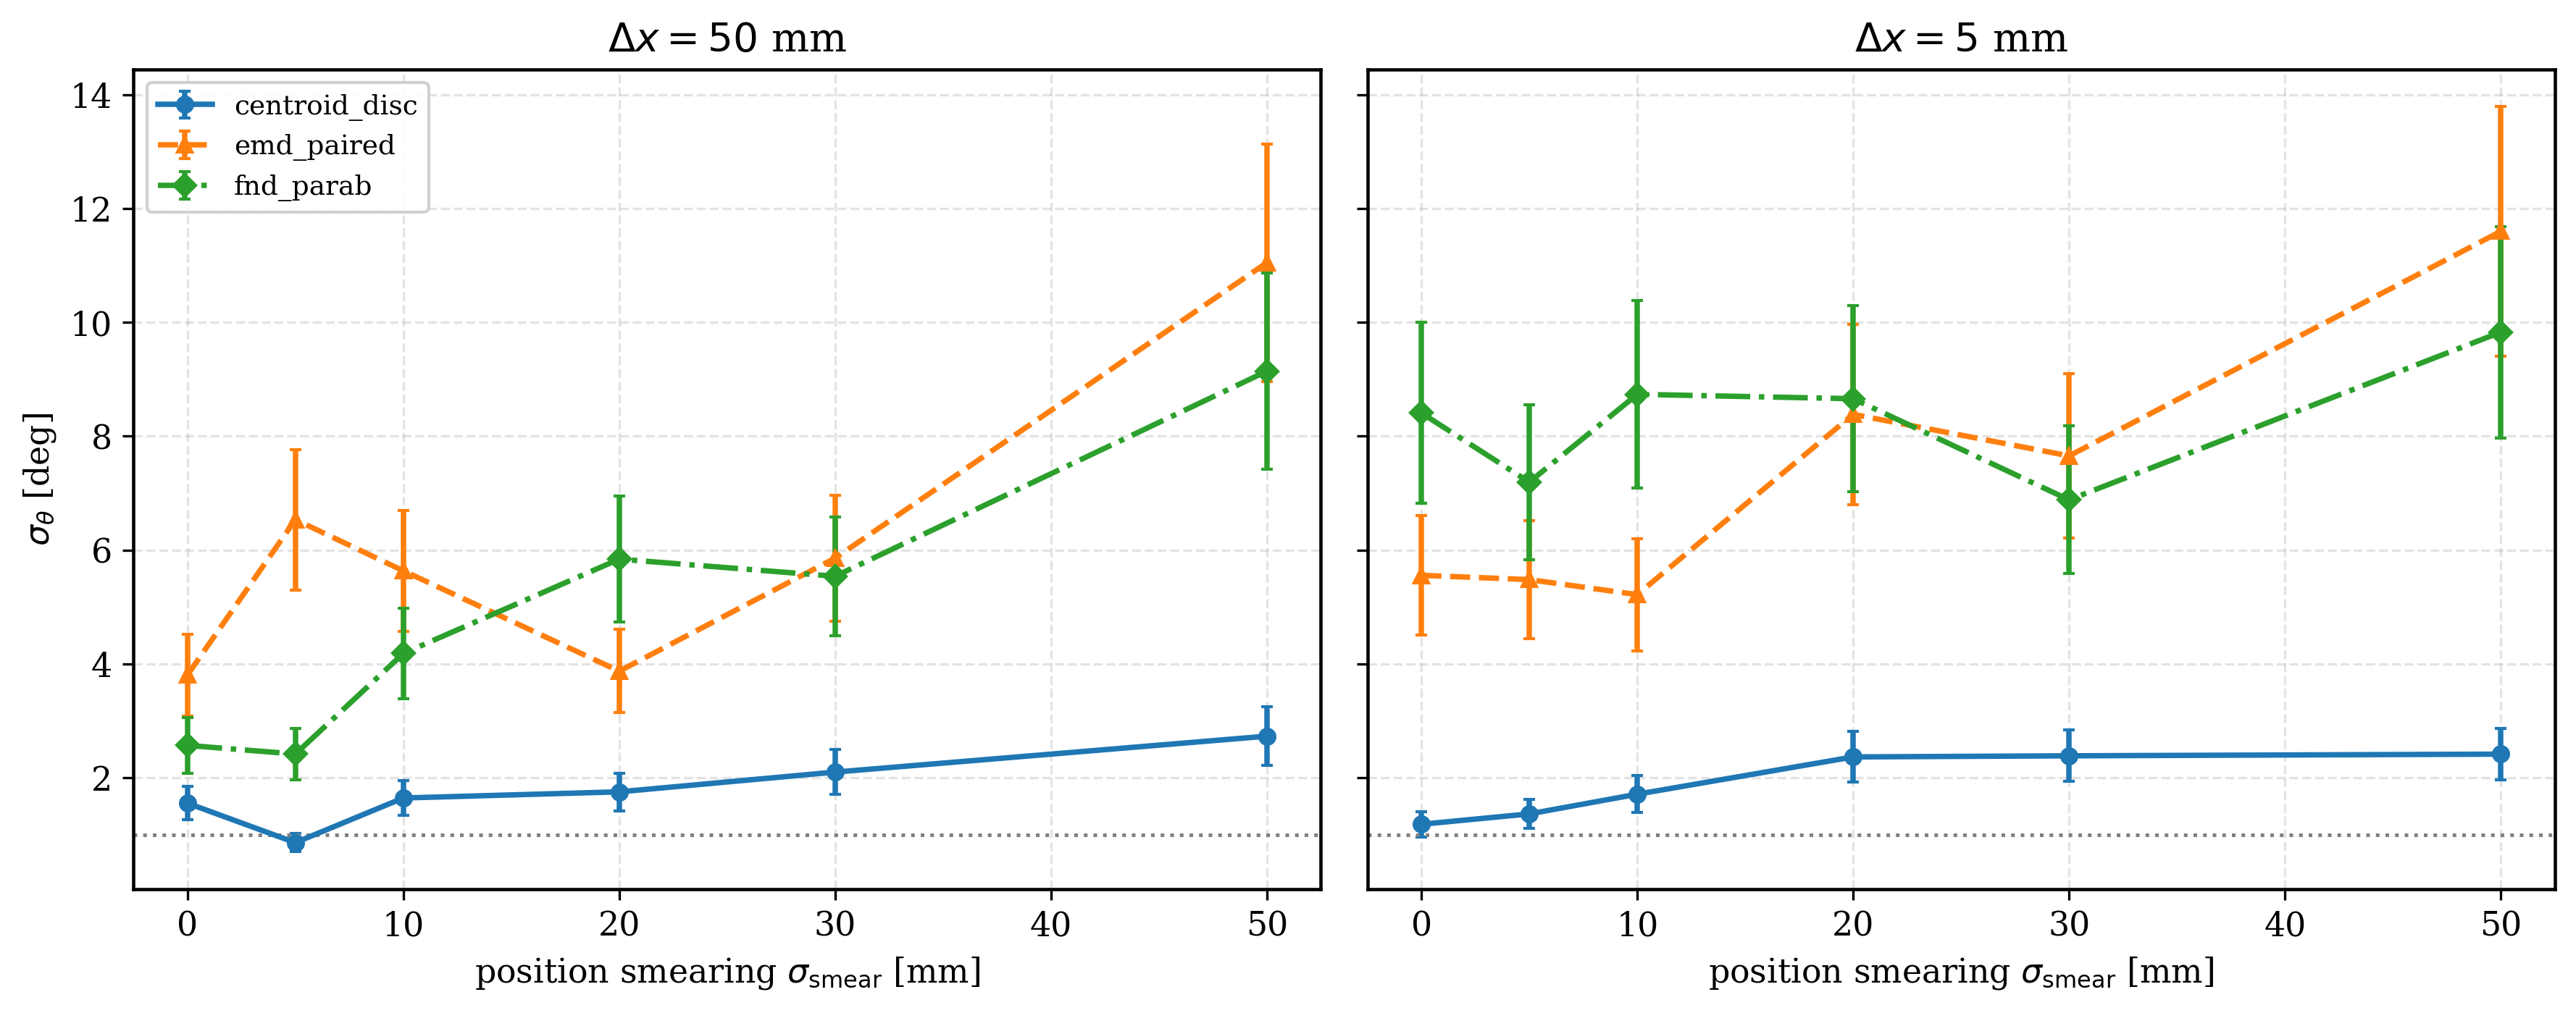 Δx = 50 mm
Δx = 5 mm
centroid_disc
emd_paired
fnd_parab
14
12
10
8
6
4
2
σθ [deg]
0 10 20 30 40 50
0 10 20 30 40 50
position smearing σsmear [mm]
position smearing σsmear [mm]